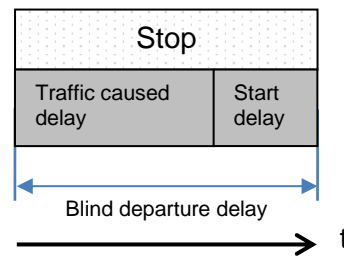 Stop
Traffic caused delay
Start delay
Blind departure delay
t